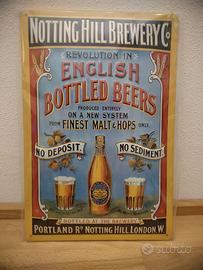 NOTTING HILL BREWERY Co
REVOLUTION IN
ENGLISH
BOTTLED BEERS
PRODUCED ENTIRELY
ON A NEW SYSTEM
FROM FINEST MALT & HOPS ONLY.
NO DEPOSIT. NO SEDIMENT.
BOTTLED AT THE BREWERY
PORTLAND RD NOTTING HILL LONDON W
subito